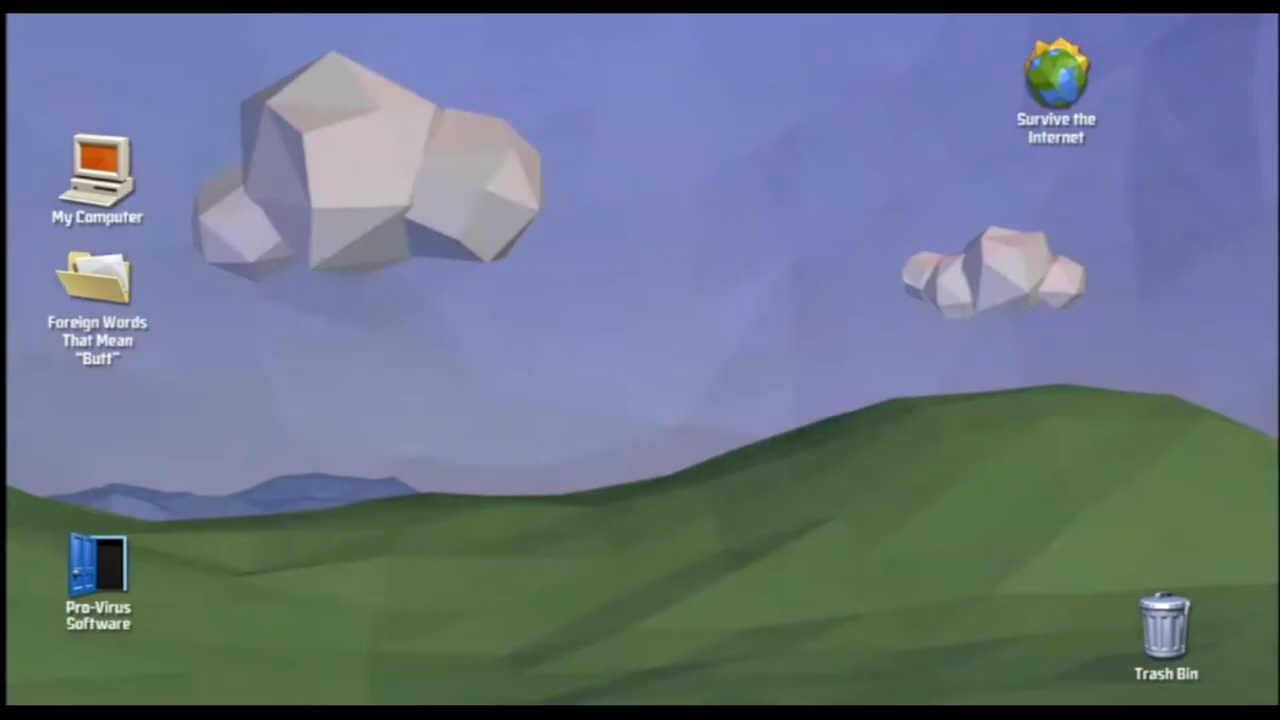 Survive the
Internet
My Computer
Foreign Words
That Mean
"Butt"
Pro-Virus
Software
Trash Bin